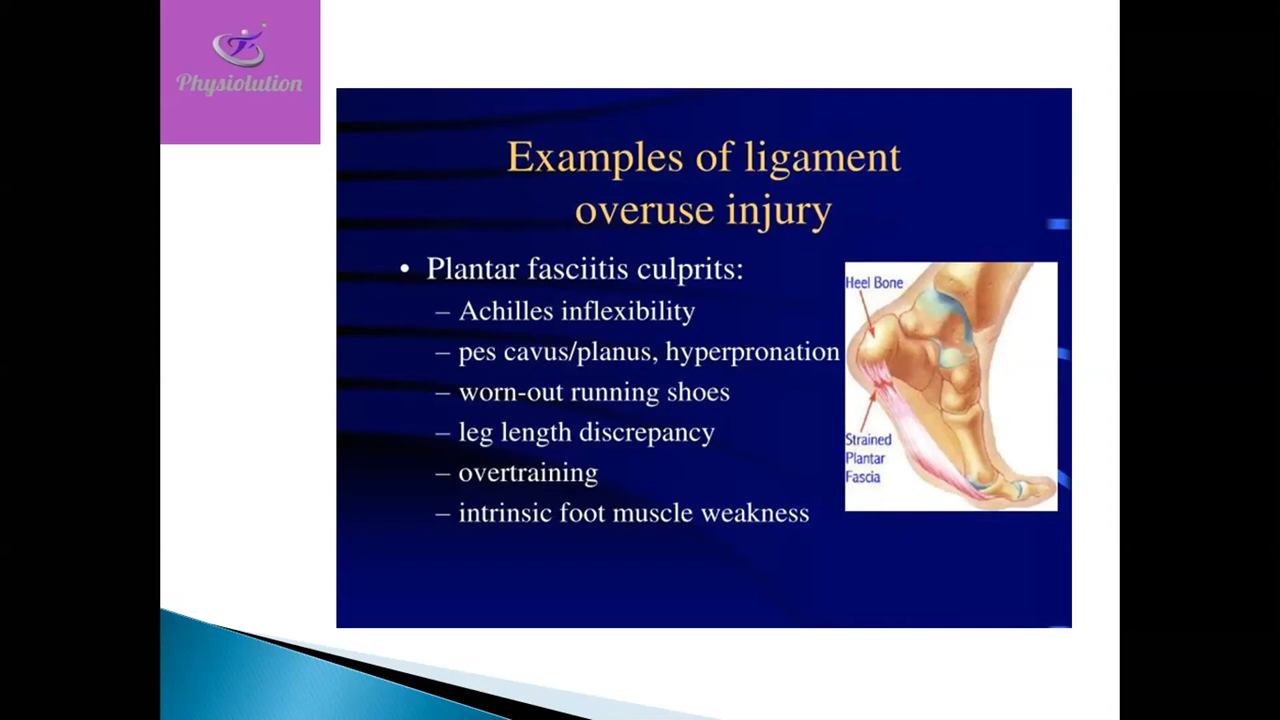 Physiolution
Examples of ligament
overuse injury
• Plantar fasciitis culprits:
– Achilles inflexibility
– pes cavus/planus, hyperpronation
– worn-out running shoes
– leg length discrepancy
– overtraining
– intrinsic foot muscle weakness
Heel Bone
Strained
Plantar
Fascia